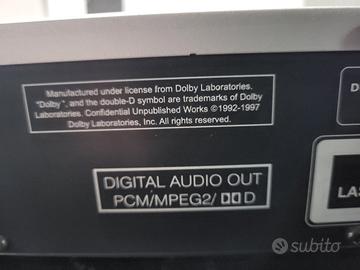 Manufactured under license from Dolby Laboratories.
"Dolby", and the double-D symbol are trademarks of Dolby
Laboratories. Confidential Unpublished Works ©1992-1997
Dolby Laboratories, Inc. All rights reserved.
D
LAS
DIGITAL AUDIO OUT
PCM/MPEG2/ D
subito